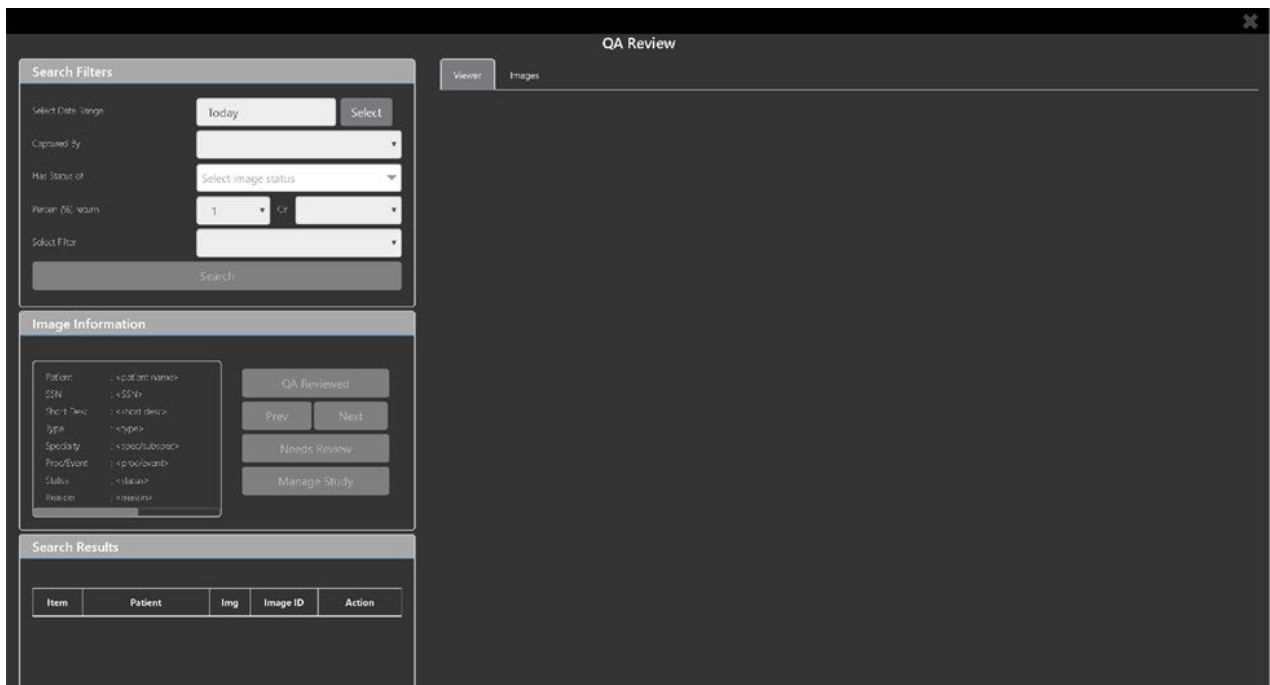 QA Review
Search Filters
Select Date Range
Today
Select
Captured By
Has Status of
Select image status
Percent (%) return
1
Or
Select Filter
Search
Image Information
Patient : <patient name>
SSN : <SSN>
Short Desc : <short desc>
Type : <type>
Specialty : <spec/subspec>
Proc/Event : <proc/event>
Status : <status>
Reason : <reason>
QA Reviewed
Prev Next
Needs Review
Manage Study
Search Results
Item Patient Img Image ID Action
Viewer Images